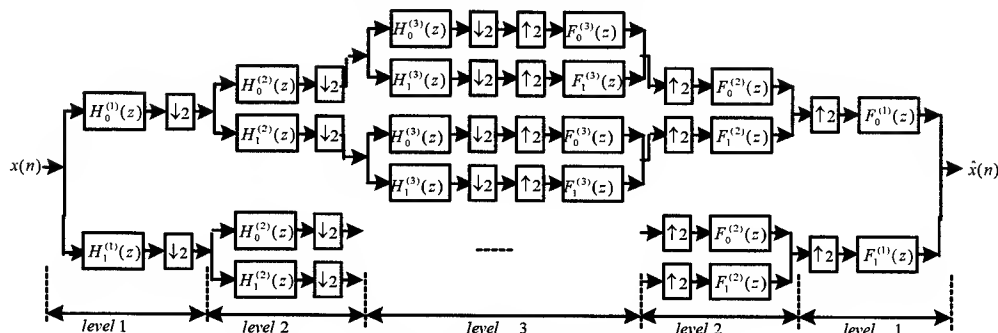 H₀⁽³⁾(z) ↓2 ↑2 F₀⁽³⁾(z)
H₀⁽²⁾(z) ↓2 H₁⁽³⁾(z) ↓2 ↑2 F₁⁽³⁾(z) ↑2 F₀⁽²⁾(z)
H₀⁽¹⁾(z) ↓2 ↑2 F₀⁽¹⁾(z)
H₁⁽²⁾(z) ↓2 H₀⁽³⁾(z) ↓2 ↑2 F₀⁽³⁾(z) ↑2 F₁⁽²⁾(z)
x(n) H₁⁽³⁾(z) ↓2 ↑2 F₁⁽³⁾(z) x̂(n)
H₀⁽²⁾(z) ↓2 ↑2 F₀⁽²⁾(z)
H₁⁽¹⁾(z) ↓2 ↑2 F₁⁽¹⁾(z)
H₁⁽²⁾(z) ↓2 ↑2 F₁⁽²⁾(z)
level 1 level 2 level 3 level 2 level 1